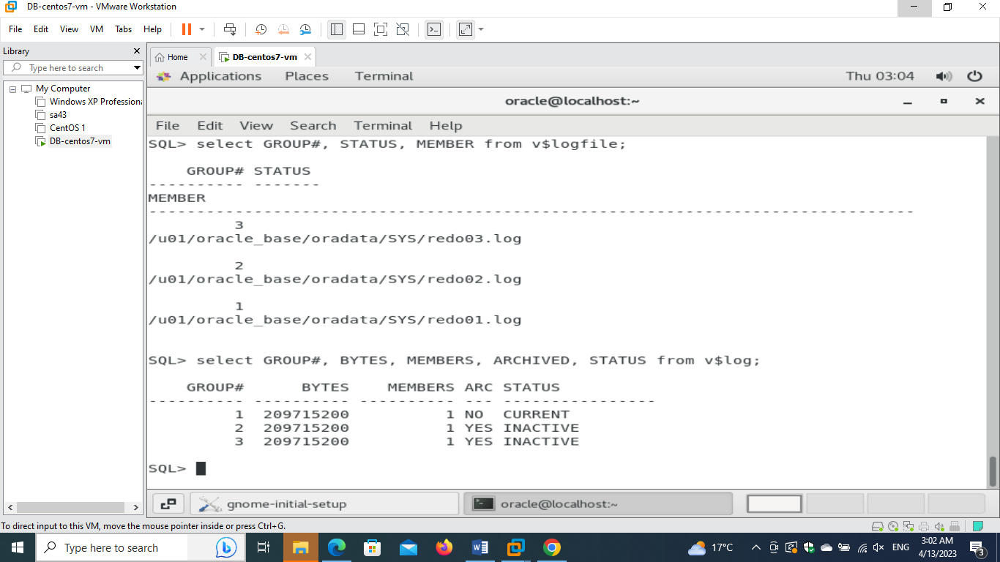 DB-centos7-vm - VMware Workstation
File Edit View VM Tabs Help
Library
Type here to search
My Computer
Windows XP Professiona
sa43
CentOS 1
DB-centos7-vm
Home DB-centos7-vm
Applications Places Terminal Thu 03:04
oracle@localhost:~
File Edit View Search Terminal Help
SQL> select GROUP#, STATUS, MEMBER from v$logfile;
GROUP# STATUS
---------- -------
MEMBER
--------------------------------------------------------------------------------
3
/u01/oracle_base/oradata/SYS/redo03.log
2
/u01/oracle_base/oradata/SYS/redo02.log
1
/u01/oracle_base/oradata/SYS/redo01.log
SQL> select GROUP#, BYTES, MEMBERS, ARCHIVED, STATUS from v$log;
GROUP# BYTES MEMBERS ARC STATUS
---------- ---------- ---------- --- ----------------
1 209715200 1 NO CURRENT
2 209715200 1 YES INACTIVE
3 209715200 1 YES INACTIVE
SQL>
gnome-initial-setup oracle@localhost:~
To direct input to this VM, move the mouse pointer inside or press Ctrl+G.
Type here to search 17°C ENG 3:02 AM
4/13/2023 3